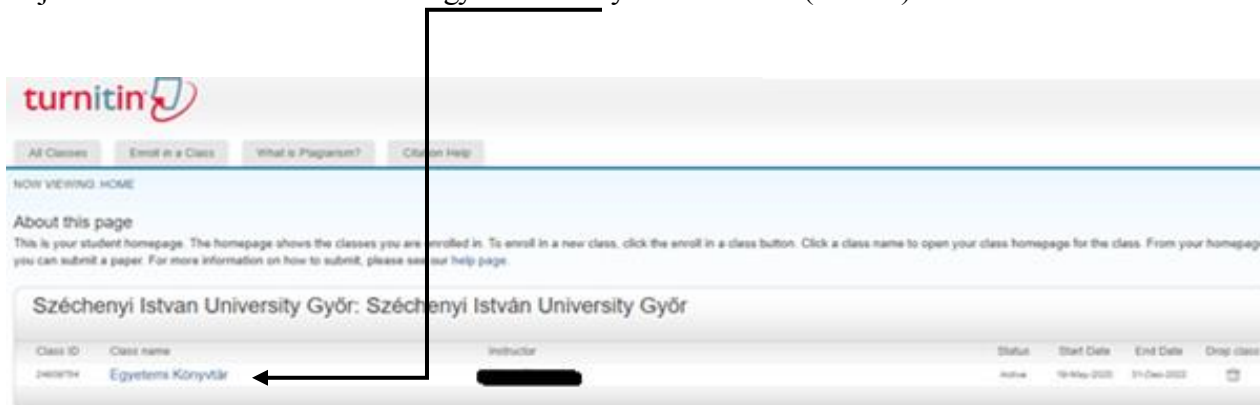 turnitin
All Classes Enroll in a Class What is Plagiarism? Citation Help
NOW VIEWING: HOME
About this page
This is your student homepage. The homepage shows the classes you are enrolled in. To enroll in a new class, click the enroll in a class button. Click a class name to open your class homepage for the class. From your homepage
you can submit a paper. For more information on how to submit, please see our help page.
Széchenyi Istvan University Győr: Széchenyi István University Győr
Class ID Class name Instructor Status Start Date End Date Drop class
Egyetemi Könyvtár Active